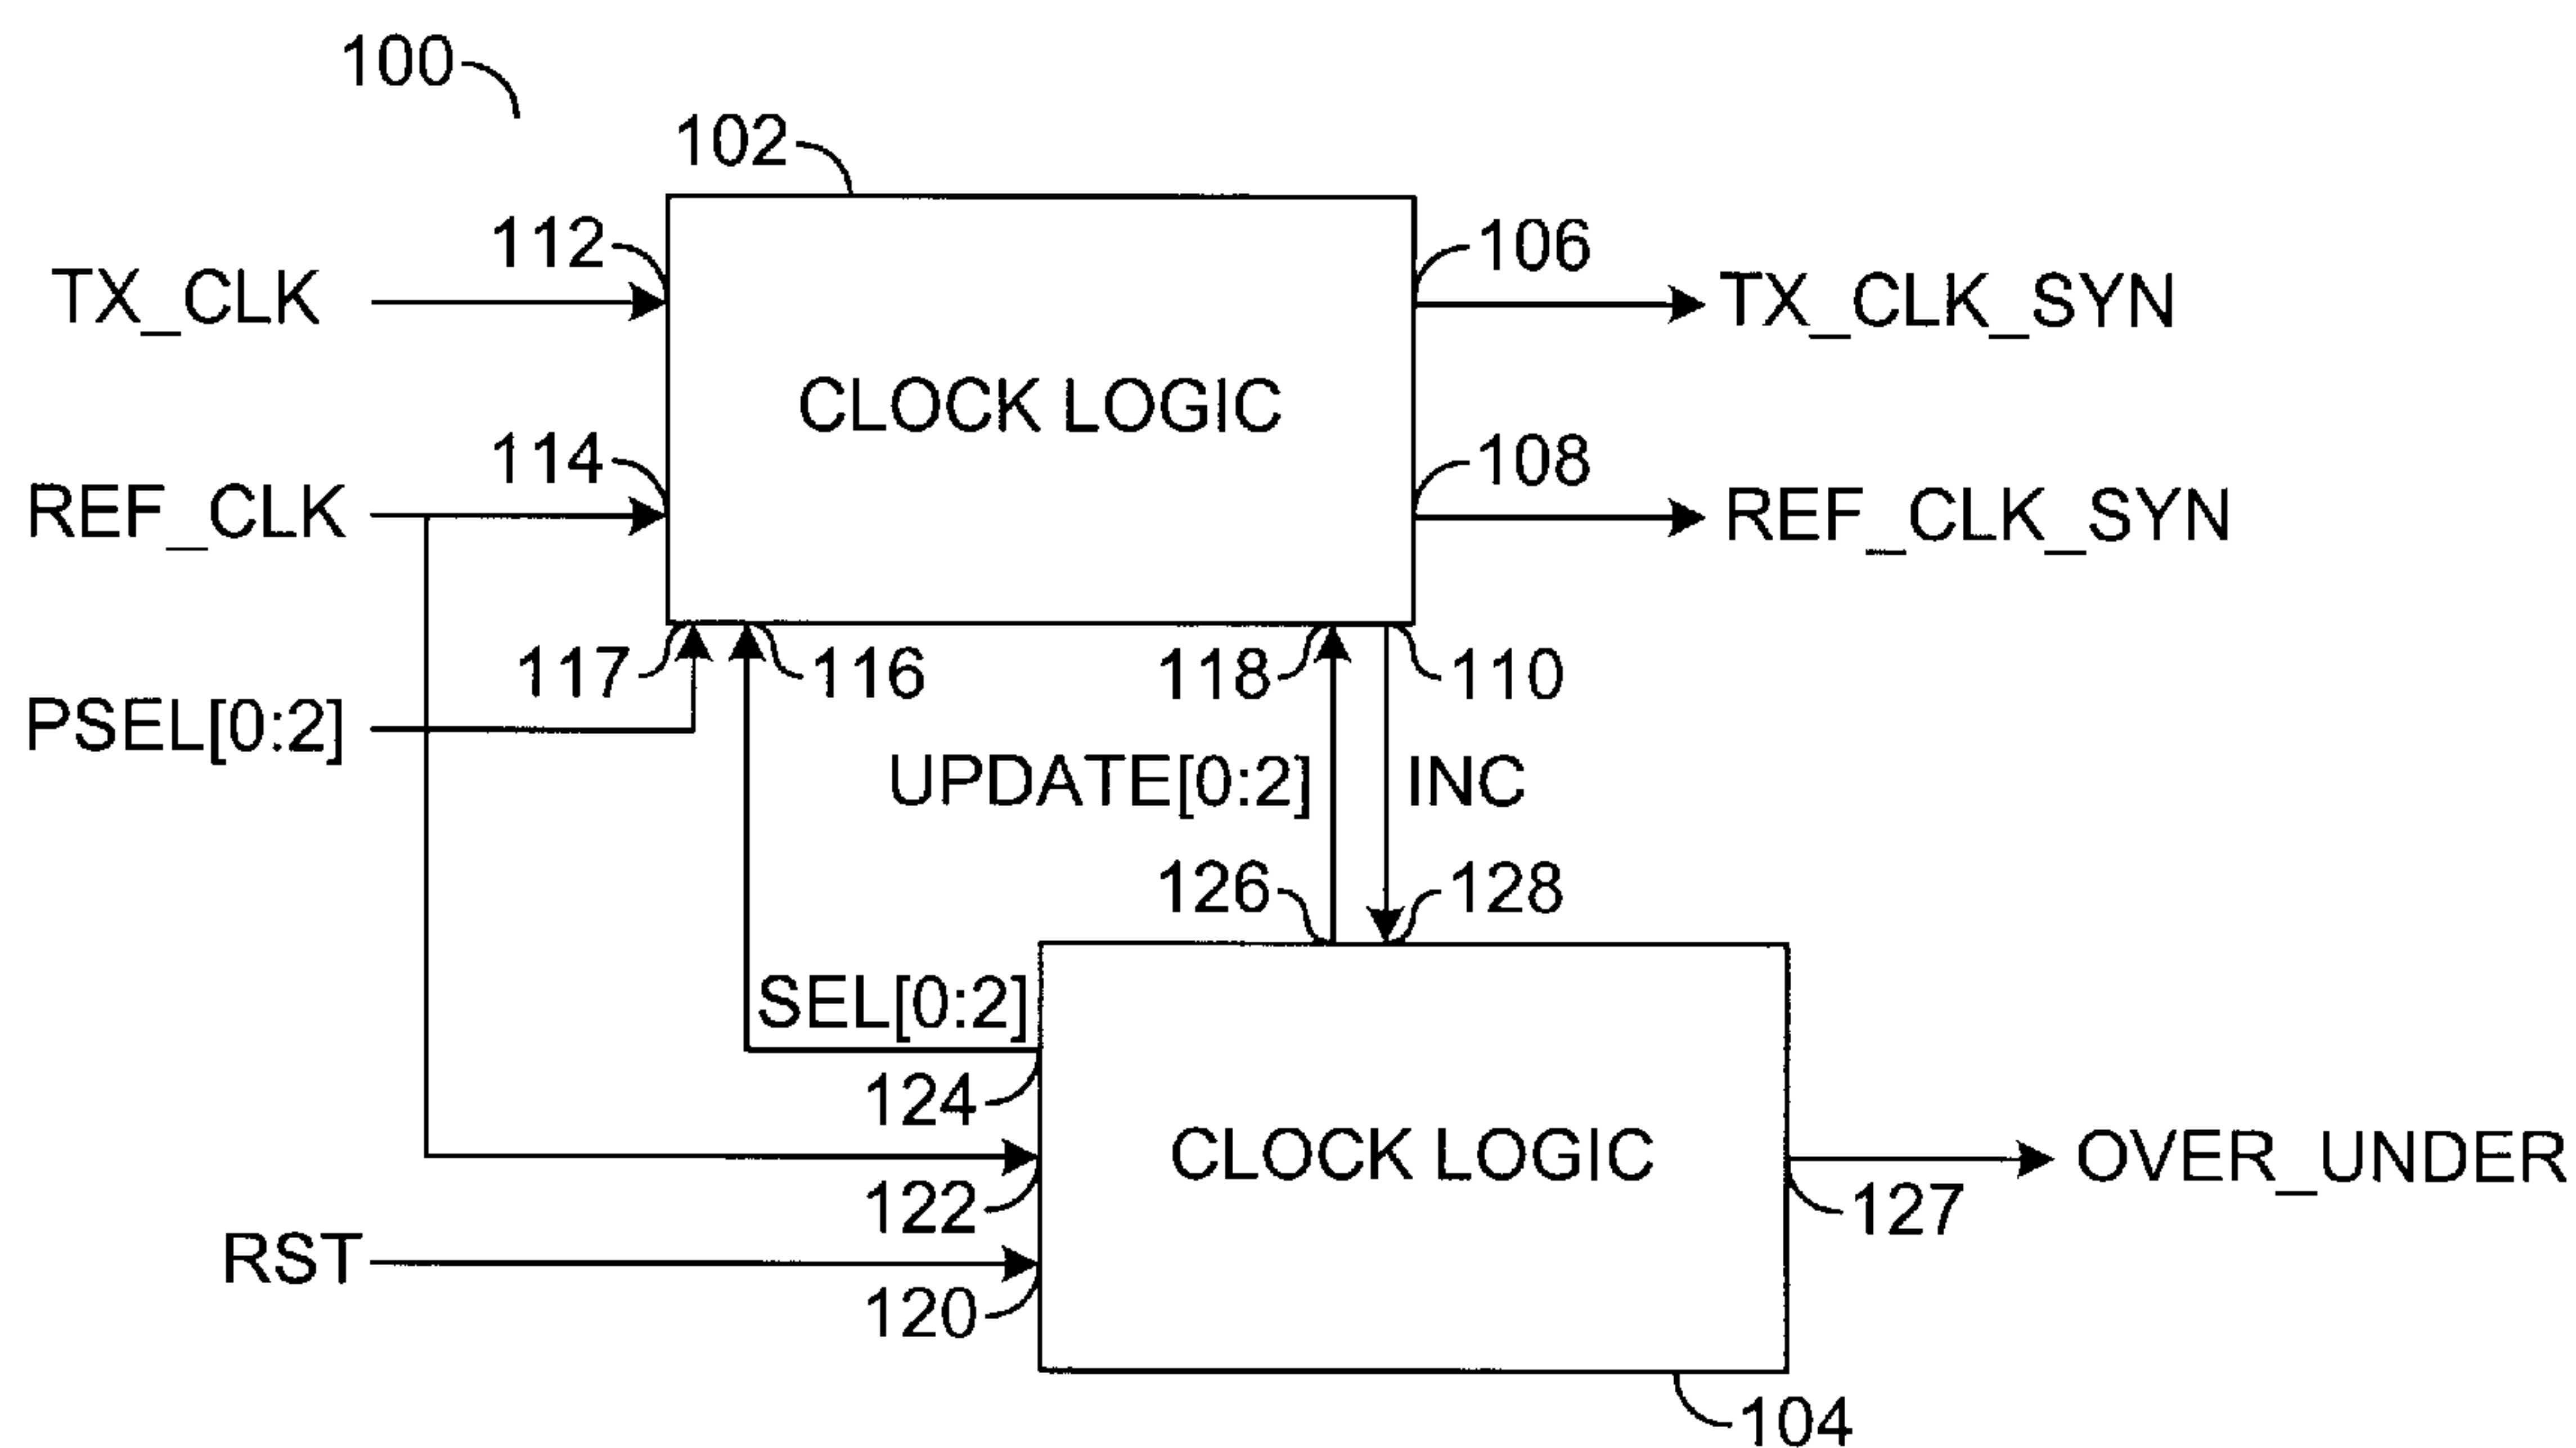 100
102
112
106
TX_CLK
TX_CLK_SYN
CLOCK LOGIC
114
108
REF_CLK
REF_CLK_SYN
117
116
118
110
PSEL[0:2]
UPDATE[0:2]
INC
126
128
SEL[0:2]
124
CLOCK LOGIC
OVER_UNDER
122
127
RST
120
104